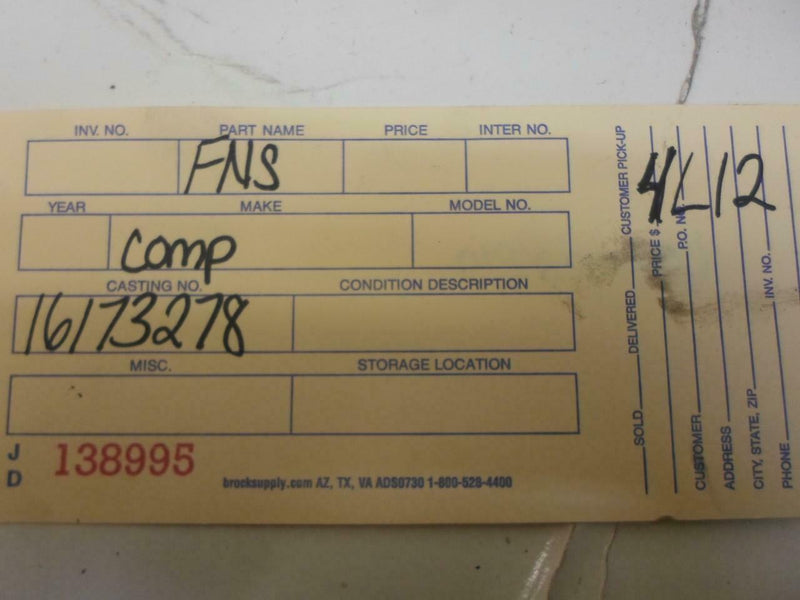 INV. NO. PART NAME PRICE INTER NO.
FNS
YEAR MAKE MODEL NO.
comp
CASTING NO. CONDITION DESCRIPTION
16173278
MISC. STORAGE LOCATION
J D 138995
brocksupply.com AZ, TX, VA ADS0730 1-800-528-4400
SOLD DELIVERED CUSTOMER PICK-UP
PRICE $
P.O. N
CUSTOMER
ADDRESS
CITY, STATE, ZIP
PHONE INV. NO.
4L12